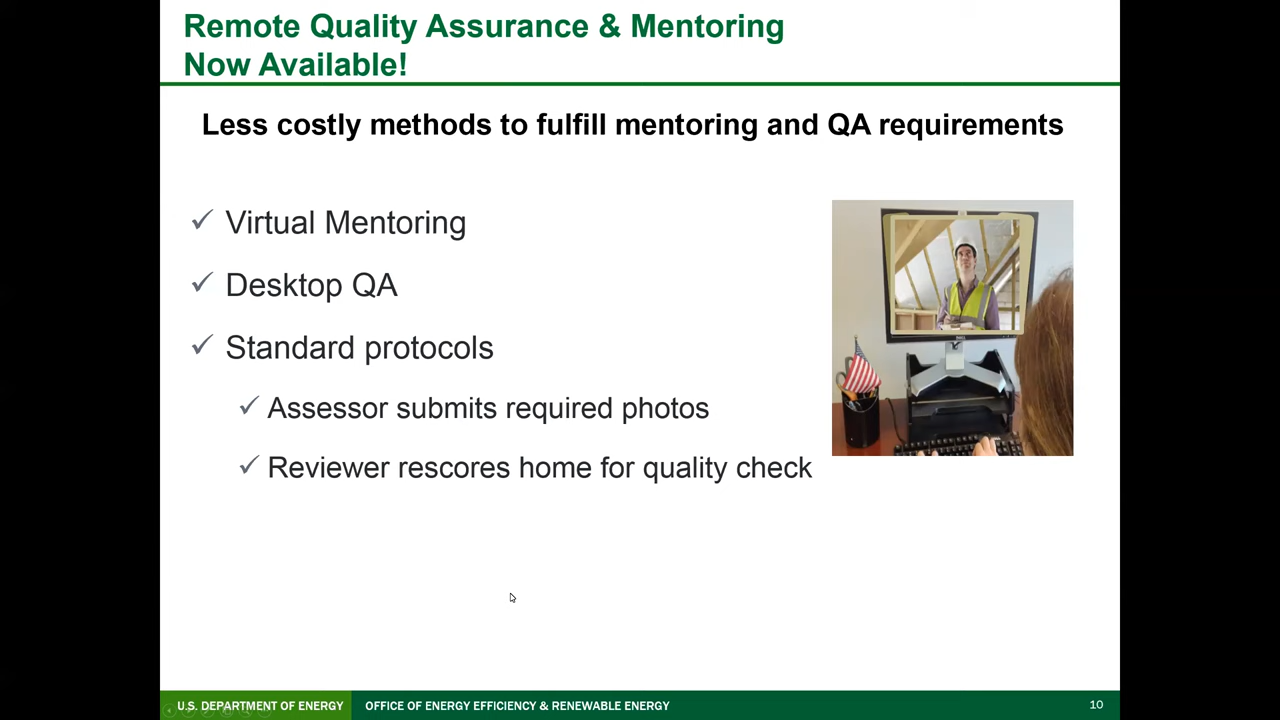 Remote Quality Assurance & Mentoring
Now Available!
Less costly methods to fulfill mentoring and QA requirements
Virtual Mentoring
Desktop QA
Standard protocols
Assessor submits required photos
Reviewer rescores home for quality check
U.S. DEPARTMENT OF ENERGY OFFICE OF ENERGY EFFICIENCY & RENEWABLE ENERGY 10